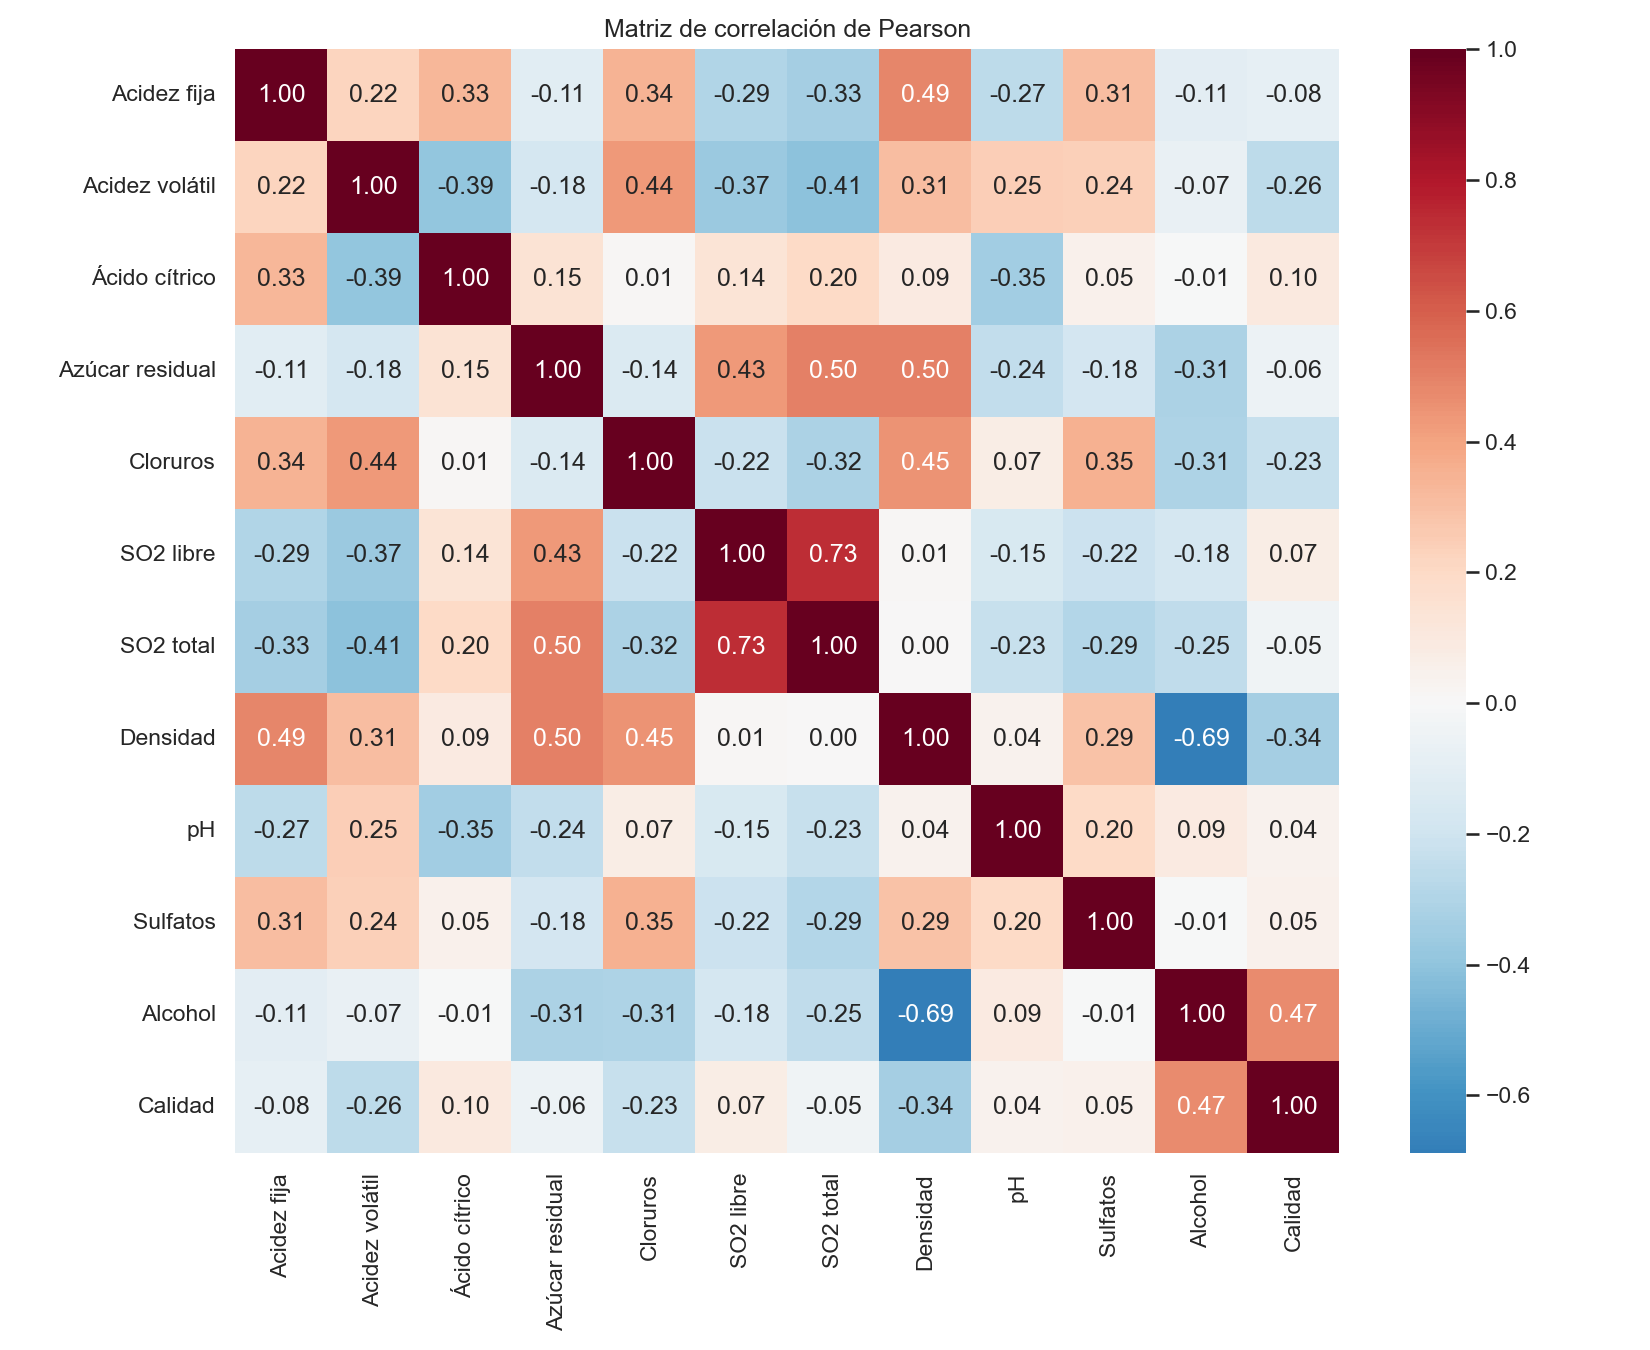 Matriz de correlación de Pearson
Acidez fija 1.00 0.22 0.33 -0.11 0.34 -0.29 -0.33 0.49 -0.27 0.31 -0.11 -0.08
Acidez volátil 0.22 1.00 -0.39 -0.18 0.44 -0.37 -0.41 0.31 0.25 0.24 -0.07 -0.26
Ácido cítrico 0.33 -0.39 1.00 0.15 0.01 0.14 0.20 0.09 -0.35 0.05 -0.01 0.10
Azúcar residual -0.11 -0.18 0.15 1.00 -0.14 0.43 0.50 0.50 -0.24 -0.18 -0.31 -0.06
Cloruros 0.34 0.44 0.01 -0.14 1.00 -0.22 -0.32 0.45 0.07 0.35 -0.31 -0.23
SO2 libre -0.29 -0.37 0.14 0.43 -0.22 1.00 0.73 0.01 -0.15 -0.22 -0.18 0.07
SO2 total -0.33 -0.41 0.20 0.50 -0.32 0.73 1.00 0.00 -0.23 -0.29 -0.25 -0.05
Densidad 0.49 0.31 0.09 0.50 0.45 0.01 0.00 1.00 0.04 0.29 -0.69 -0.34
pH -0.27 0.25 -0.35 -0.24 0.07 -0.15 -0.23 0.04 1.00 0.20 0.09 0.04
Sulfatos 0.31 0.24 0.05 -0.18 0.35 -0.22 -0.29 0.29 0.20 1.00 -0.01 0.05
Alcohol -0.11 -0.07 -0.01 -0.31 -0.31 -0.18 -0.25 -0.69 0.09 -0.01 1.00 0.47
Calidad -0.08 -0.26 0.10 -0.06 -0.23 0.07 -0.05 -0.34 0.04 0.05 0.47 1.00
Acidez fija
Acidez volátil
Ácido cítrico
Azúcar residual
Cloruros
SO2 libre
SO2 total
Densidad
pH
Sulfatos
Alcohol
Calidad
1.0
0.8
0.6
0.4
0.2
0.0
−0.2
−0.4
−0.6